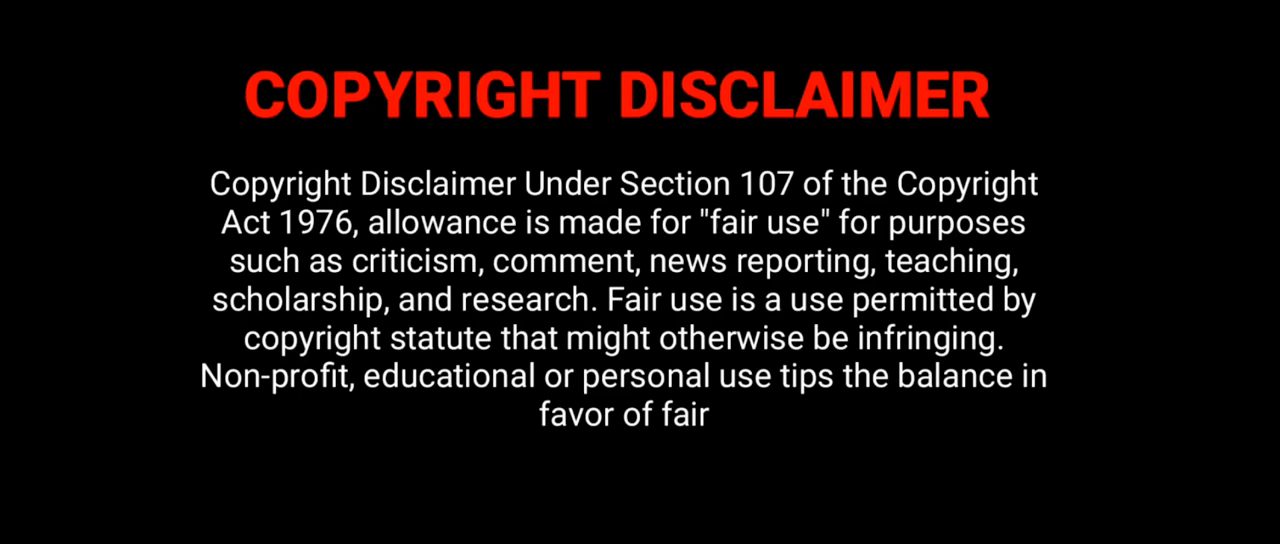 COPYRIGHT DISCLAIMER
Copyright Disclaimer Under Section 107 of the Copyright
Act 1976, allowance is made for "fair use" for purposes
such as criticism, comment, news reporting, teaching,
scholarship, and research. Fair use is a use permitted by
copyright statute that might otherwise be infringing.
Non-profit, educational or personal use tips the balance in
favor of fair